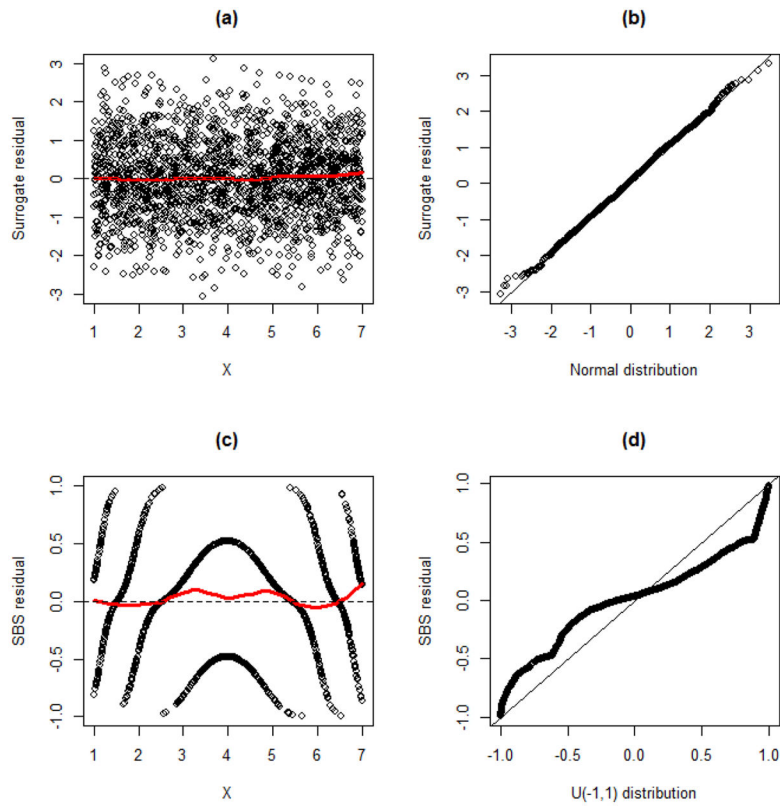 (a)
Surrogate residual
3
2
1
0
-1
-2
-3
1 2 3 4 5 6 7
X
(b)
Surrogate residual
3
2
1
0
-1
-2
-3
-3 -2 -1 0 1 2 3
Normal distribution
(c)
SBS residual
1.0
0.5
0.0
-0.5
-1.0
1 2 3 4 5 6 7
X
(d)
SBS residual
1.0
0.5
0.0
-0.5
-1.0
-1.0 -0.5 0.0 0.5 1.0
U(-1,1) distribution